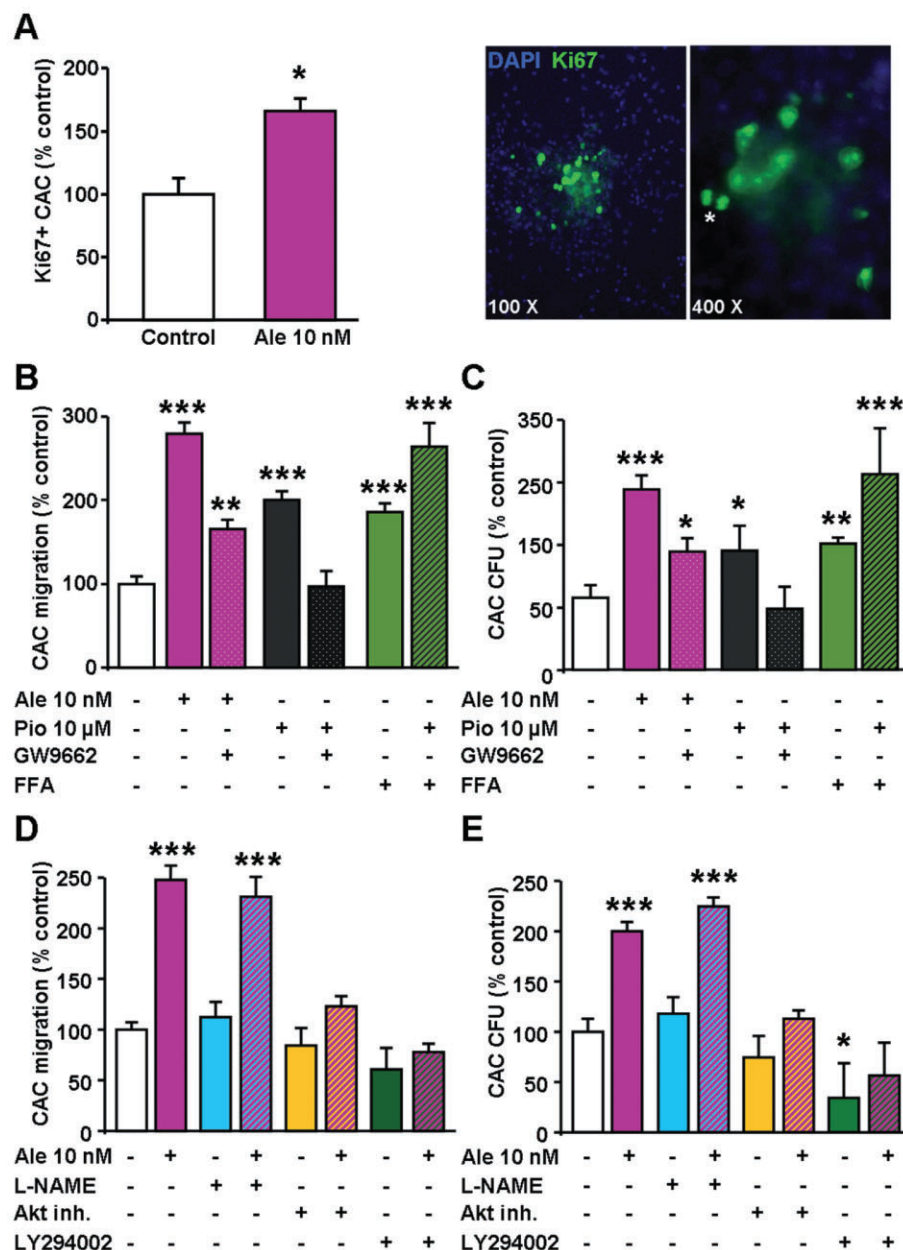 A
Ki67+ CAC (% control)
200
150
100
50
0
*
Control
Ale 10 nM
DAPI Ki67
100 X
*
400 X
B
CAC migration (% control)
300
200
100
0
*** ** *** *** ***
Ale 10 nM - + + - - - -
Pio 10 µM - - - + + - +
GW9662 - - + - + - -
FFA - - - - - + +
C
CAC CFU (% control)
350
250
150
50
0
*** * * ** ***
Ale 10 nM - + + - - - -
Pio 10 µM - - - + + - +
GW9662 - - + - + - -
FFA - - - - - + +
D
CAC migration (% control)
250
200
150
100
50
0
*** ***
Ale 10 nM - + - + - + - +
L-NAME - - + + - - - -
Akt inh. - - - - + + - -
LY294002 - - - - - - + +
E
CAC CFU (% control)
250
200
150
100
50
0
*** *** *
Ale 10 nM - + - + - + - +
L-NAME - - + + - - - -
Akt inh. - - - - + + - -
LY294002 - - - - - - + +